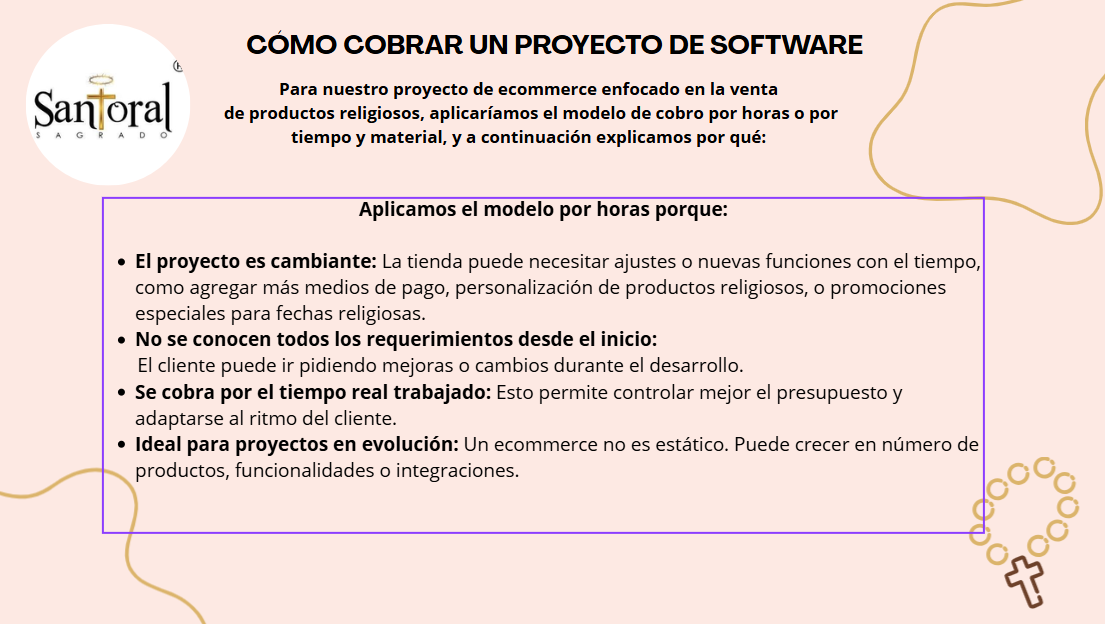 Santoral
SAGRADO
®
CÓMO COBRAR UN PROYECTO DE SOFTWARE
Para nuestro proyecto de ecommerce enfocado en la venta
de productos religiosos, aplicaríamos el modelo de cobro por horas o por
tiempo y material, y a continuación explicamos por qué:
Aplicamos el modelo por horas porque:
• El proyecto es cambiante: La tienda puede necesitar ajustes o nuevas funciones con el tiempo,
como agregar más medios de pago, personalización de productos religiosos, o promociones
especiales para fechas religiosas.
• No se conocen todos los requerimientos desde el inicio:
El cliente puede ir pidiendo mejoras o cambios durante el desarrollo.
• Se cobra por el tiempo real trabajado: Esto permite controlar mejor el presupuesto y
adaptarse al ritmo del cliente.
• Ideal para proyectos en evolución: Un ecommerce no es estático. Puede crecer en número de
productos, funcionalidades o integraciones.